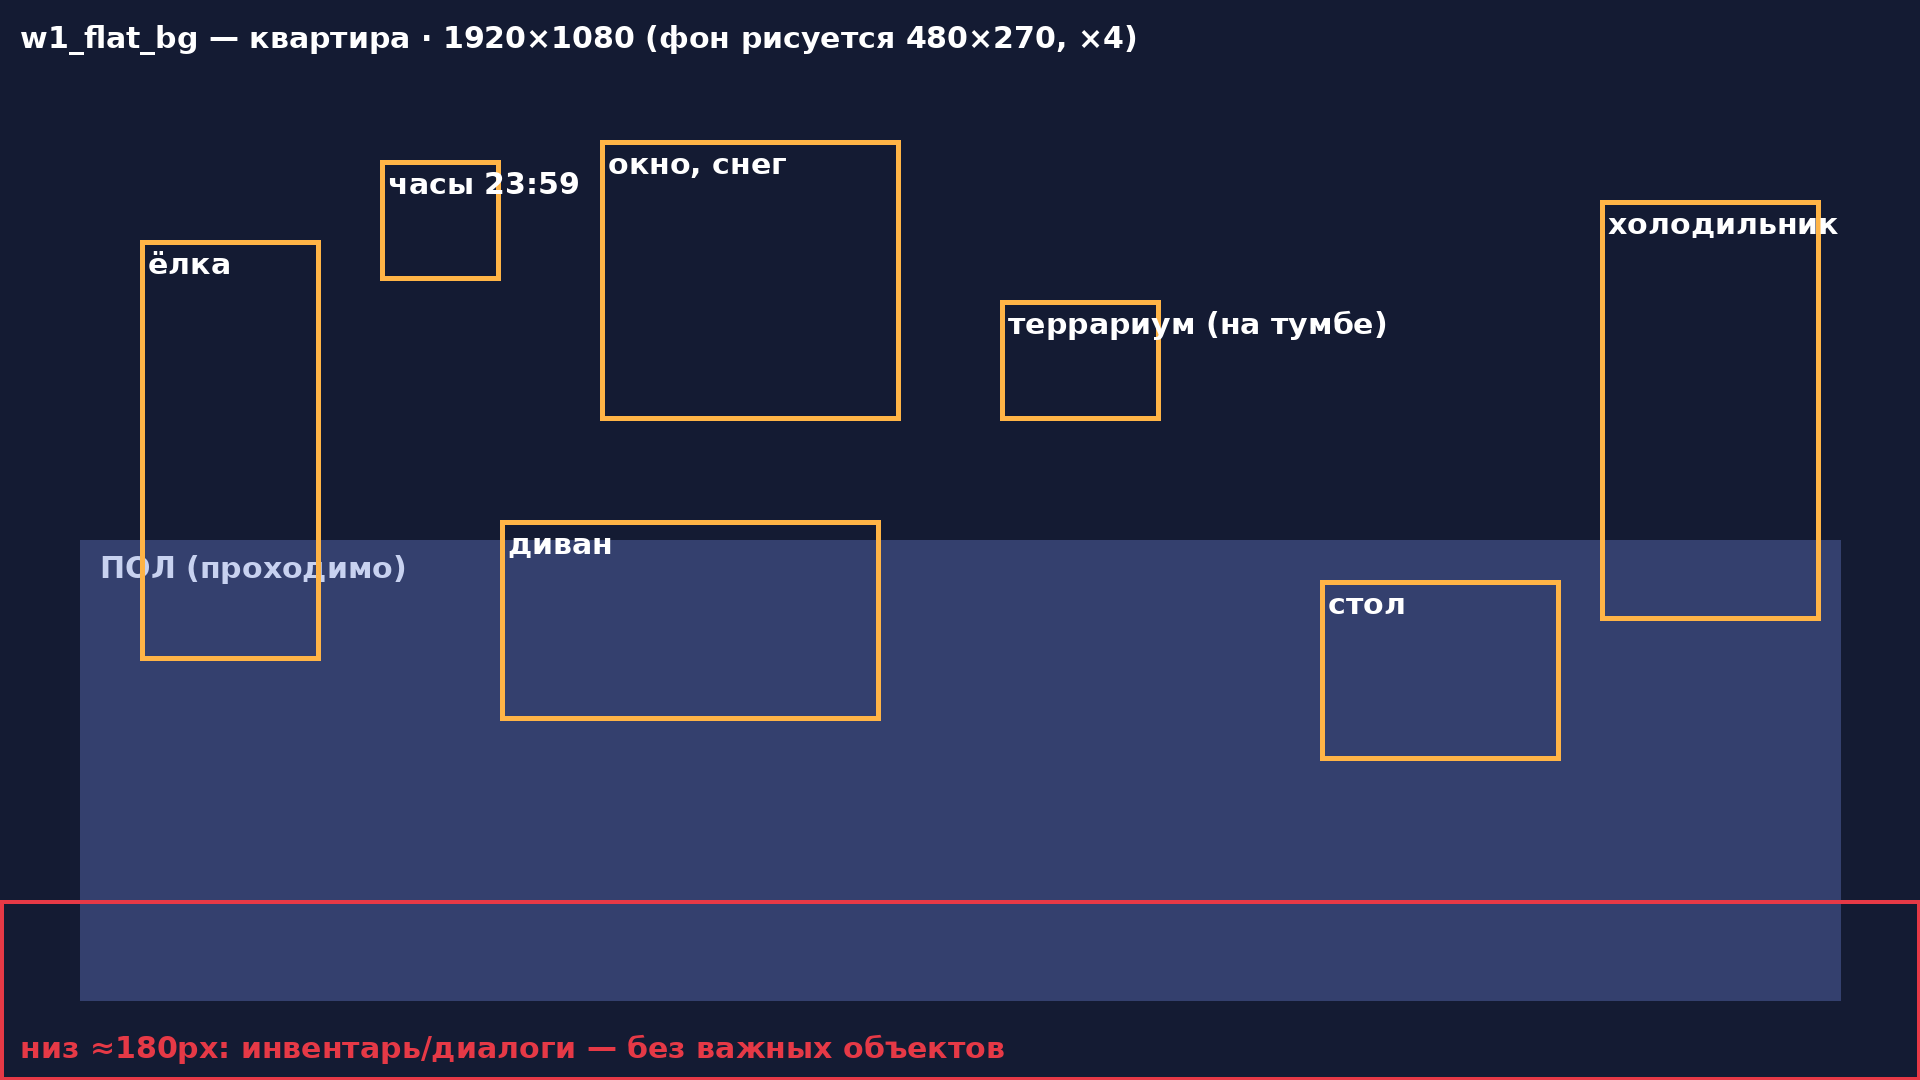 w1_flat_bg — квартира · 1920×1080 (фон рисуется 480×270, ×4)
окно, снег
часы 23:59
холодильник
ёлка
террариум (на тумбе)
диван
ПОЛ (проходимо)
стол
низ ≈180px: инвентарь/диалоги — без важных объектов